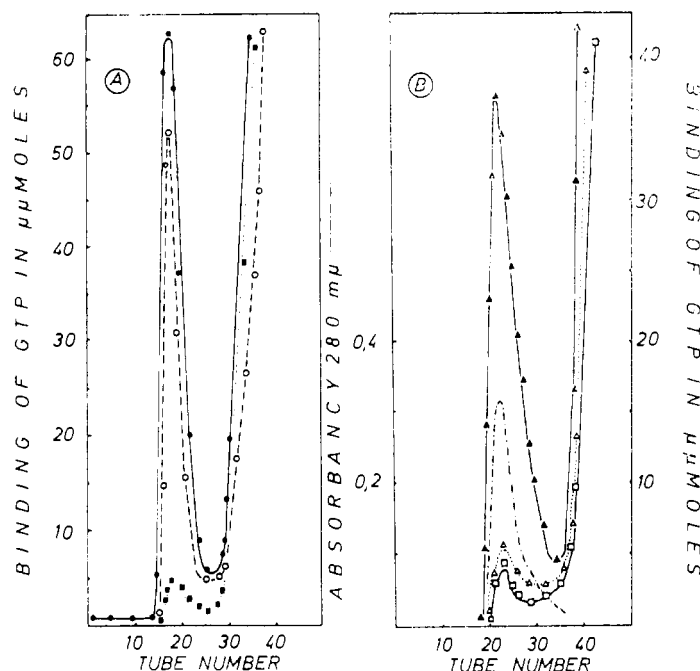 BINDING OF GTP IN µµMOLES
60
50
40
30
20
10
A
10 20 30 40
TUBE NUMBER
ABSORBANCY 280 mµ
0,4
0,2
B
10 20 30 40
TUBE NUMBER
40
30
20
10
BINDING OF GTP IN µµMOLES